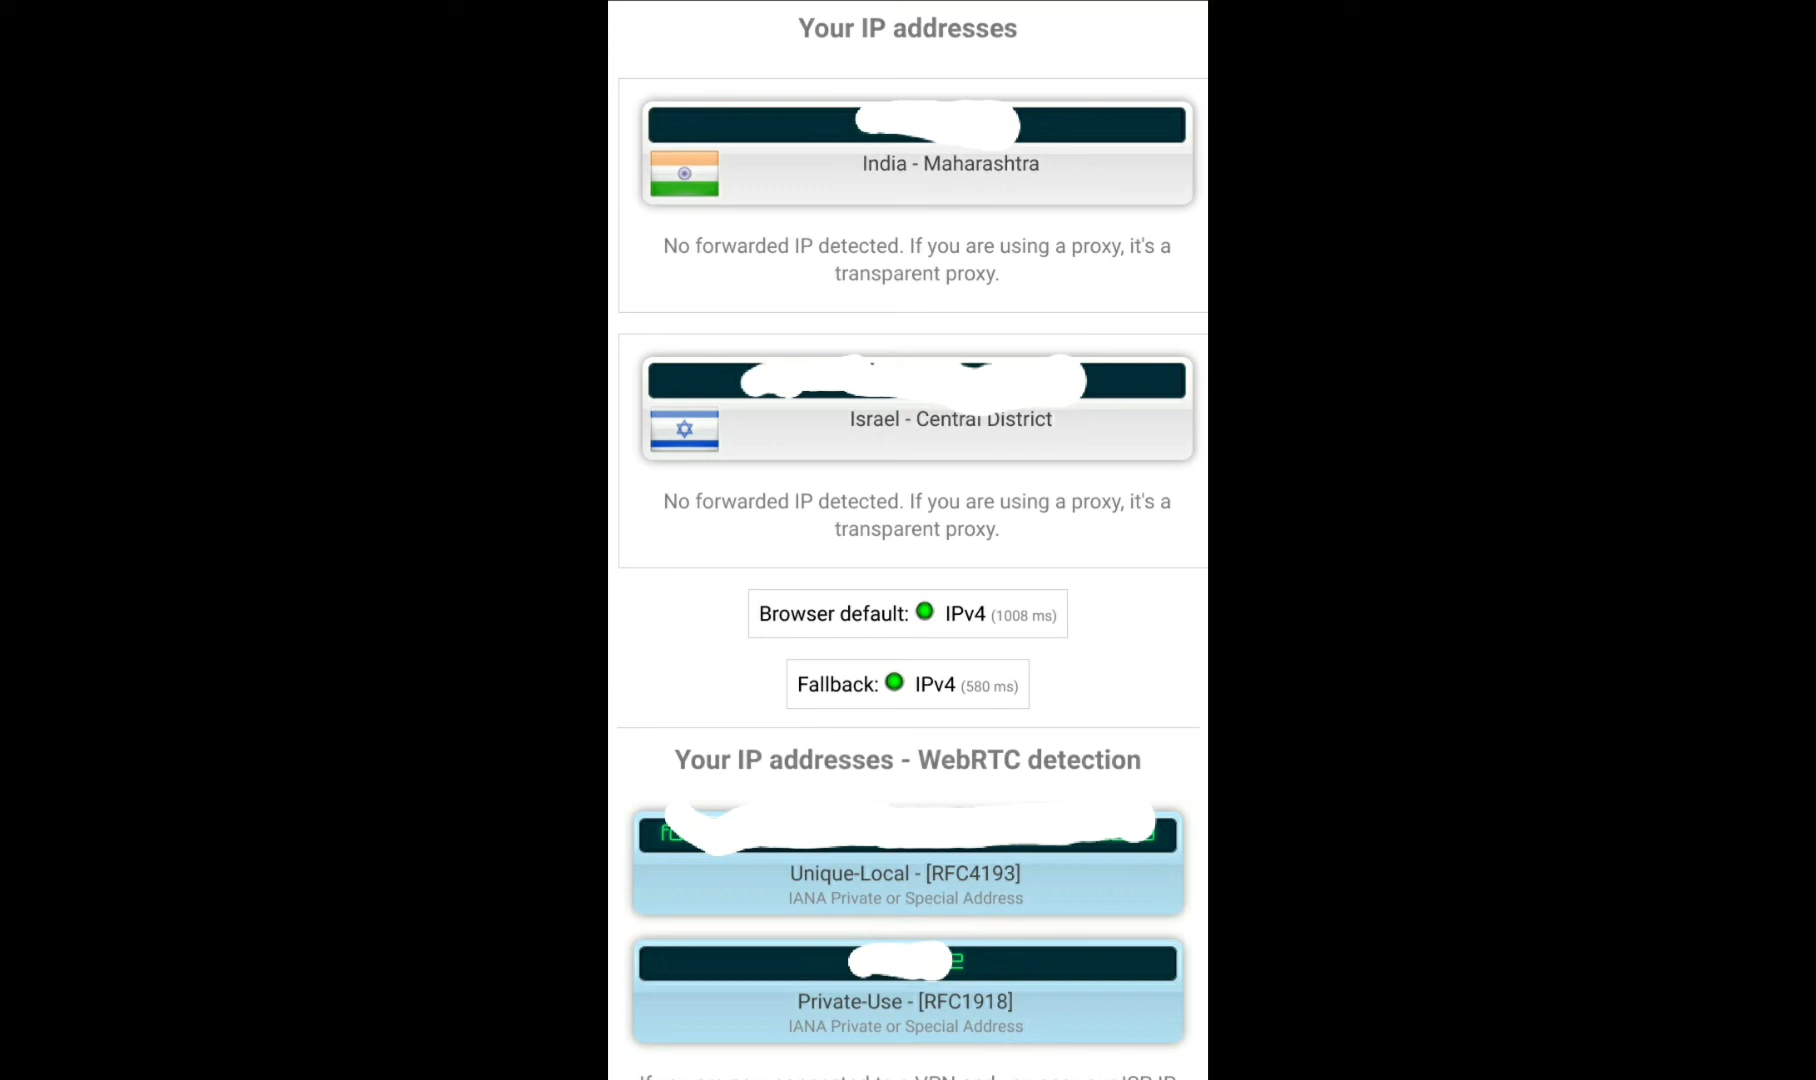 Your IP addresses
India - Maharashtra
No forwarded IP detected. If you are using a proxy, it's a
transparent proxy.
Israel - Central District
No forwarded IP detected. If you are using a proxy, it's a
transparent proxy.
Browser default: IPv4 (1008 ms)
Fallback: IPv4 (580 ms)
Your IP addresses - WebRTC detection
Unique-Local - [RFC4193]
IANA Private or Special Address
Private-Use - [RFC1918]
IANA Private or Special Address